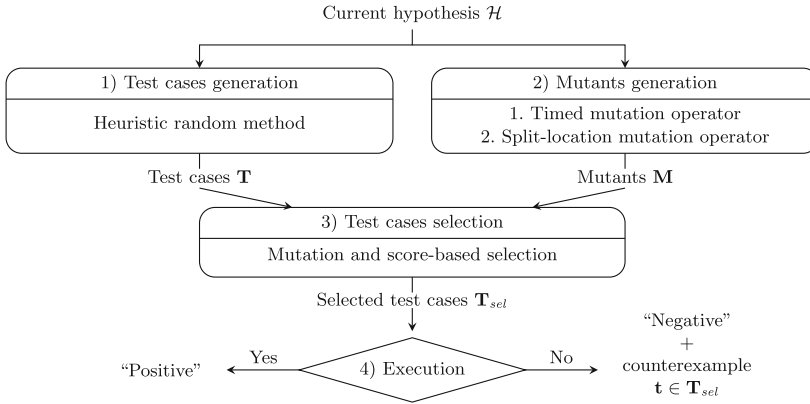 Current hypothesis ℋ
1) Test cases generation
Heuristic random method
2) Mutants generation
1. Timed mutation operator
2. Split-location mutation operator
Test cases T
Mutants M
3) Test cases selection
Mutation and score-based selection
Selected test cases T_sel
“Positive”
Yes
4) Execution
No
“Negative”
+
counterexample
t ∈ T_sel